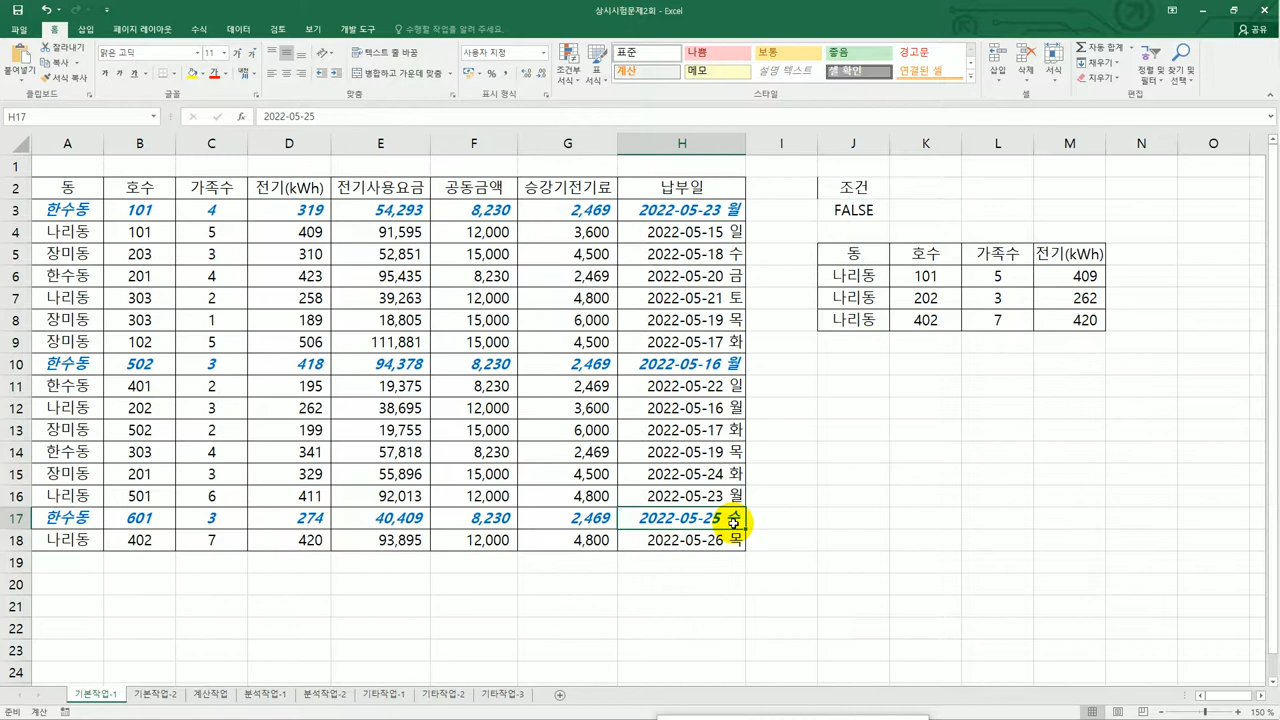 상시시험문제2회 - Excel
파일 홈 삽입 페이지 레이아웃 수식 데이터 검토 보기 개발 도구 수행할 작업을 알려 주세요. 공유
붙여넣기 잘라내기 복사 서식 복사 클립보드
맑은 고딕 11 가 가 가 글꼴
텍스트 줄 바꿈 병합하고 가운데 맞춤 맞춤
사용자 지정 % 표시 형식
조건부 서식 표 서식
표준 나쁨 보통 좋음 경고문
계산 메모 설명 텍스트 셀 확인 연결된 셀
스타일
삽입 삭제 서식 셀
자동 합계 채우기 지우기 정렬 및 필터 찾기 및 선택 편집
H17 fx 2022-05-25
A B C D E F G H I J K L M N O
1
2 동 호수 가족수 전기(kWh) 전기사용요금 공동금액 승강기전기료 납부일 조건
3 한수동 101 4 319 54,293 8,230 2,469 2022-05-23 월 FALSE
4 나리동 101 5 409 91,595 12,000 3,600 2022-05-15 일
5 장미동 203 3 310 52,851 15,000 4,500 2022-05-18 수 동 호수 가족수 전기(kWh)
6 한수동 201 4 423 95,435 8,230 2,469 2022-05-20 금 나리동 101 5 409
7 나리동 303 2 258 39,263 12,000 4,800 2022-05-21 토 나리동 202 3 262
8 장미동 303 1 189 18,805 15,000 6,000 2022-05-19 목 나리동 402 7 420
9 장미동 102 5 506 111,881 15,000 4,500 2022-05-17 화
10 한수동 502 3 418 94,378 8,230 2,469 2022-05-16 월
11 한수동 401 2 195 19,375 8,230 2,469 2022-05-22 일
12 나리동 202 3 262 38,695 12,000 3,600 2022-05-16 월
13 장미동 502 2 199 19,755 15,000 6,000 2022-05-17 화
14 한수동 303 4 341 57,818 8,230 2,469 2022-05-19 목
15 장미동 201 3 329 55,896 15,000 4,500 2022-05-24 화
16 나리동 501 6 411 92,013 12,000 4,800 2022-05-23 월
17 한수동 601 3 274 40,409 8,230 2,469 2022-05-25 수
18 나리동 402 7 420 93,895 12,000 4,800 2022-05-26 목
19
20
21
22
23
24
기본작업-1 기본작업-2 계산작업 분석작업-1 분석작업-2 기타작업-1 기타작업-2 기타작업-3
준비 계산 150 %